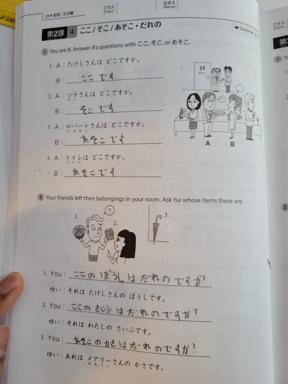 第2課 4 ここ/そこ/あそこ・だれの
I You are B. Answer A's questions with ここ, そこ, or あそこ.
1. A：たけしさんは どこですか。
B： ここ です
2. A：ソラさんは どこですか。
B： そこ です
3. A：ロバートさんは どこですか。
B： あそこ です
4. A：トイレは どこですか。
B： あそこ です
A B
II Your friends left their belongings in your room. Ask Yui whose items these are.
1. 2. 3.
1. You： ここの ぼうし は だれ の ですか?
ゆい：それは たけしさんの ぼうしです。
2. You： ここの さいふ は だれ の ですか?
ゆい：それは わたしの さいふです。
3. You： あそこ の かさ は だれ の ですか?
ゆい：あれは メアリーさんの かさです。